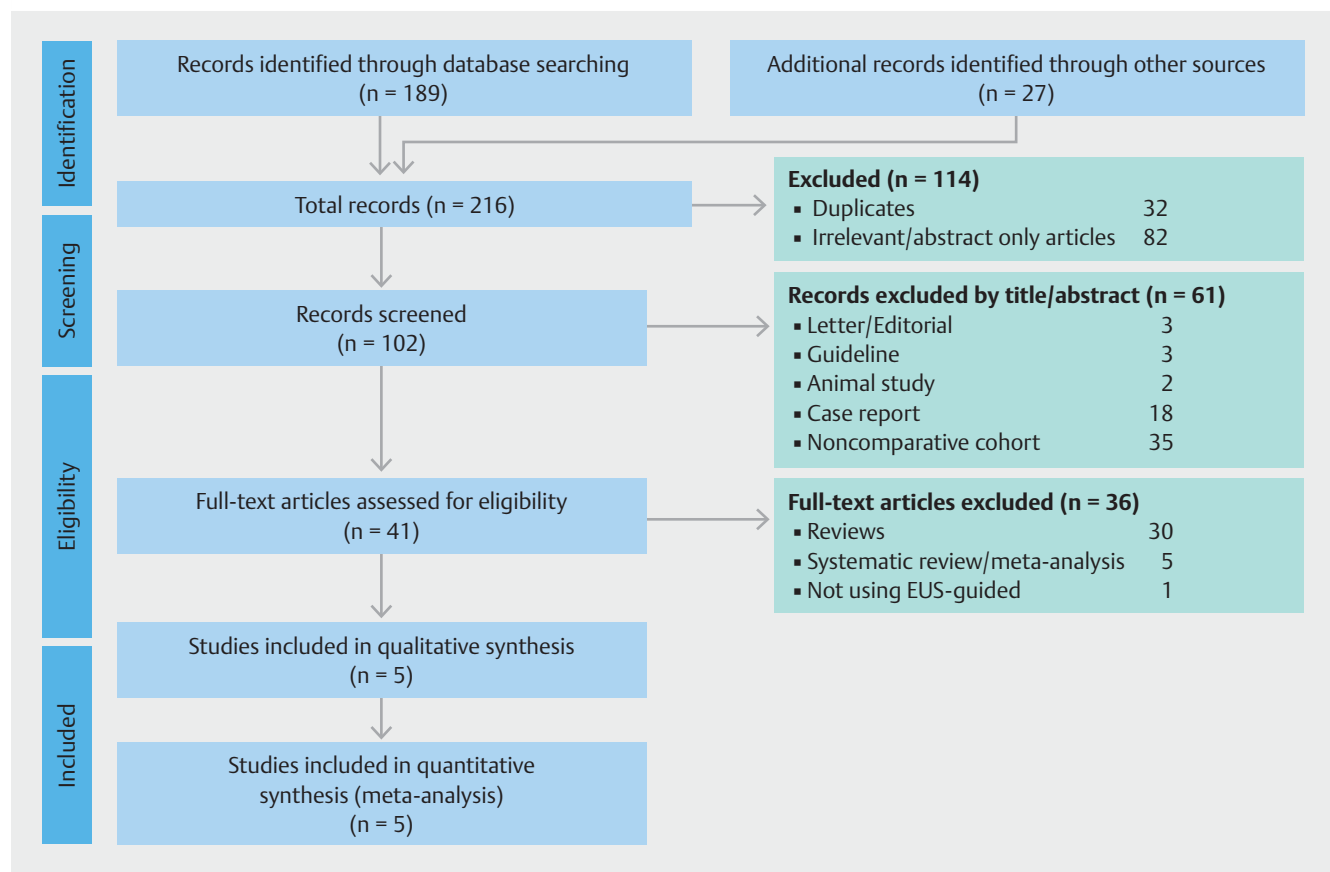 Identification
Records identified through database searching
(n = 189)
Additional records identified through other sources
(n = 27)
Total records (n = 216)
Excluded (n = 114)
▪ Duplicates 32
▪ Irrelevant/abstract only articles 82
Screening
Records screened
(n = 102)
Records excluded by title/abstract (n = 61)
▪ Letter/Editorial 3
▪ Guideline 3
▪ Animal study 2
▪ Case report 18
▪ Noncomparative cohort 35
Eligibility
Full-text articles assessed for eligibility
(n = 41)
Full-text articles excluded (n = 36)
▪ Reviews 30
▪ Systematic review/meta-analysis 5
▪ Not using EUS-guided 1
Included
Studies included in qualitative synthesis
(n = 5)
Studies included in quantitative
synthesis (meta-analysis)
(n = 5)